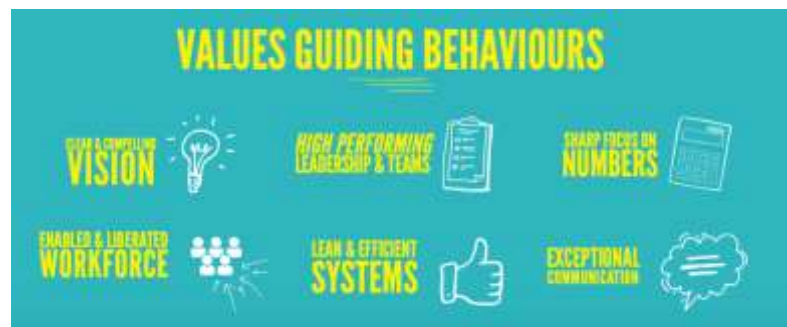 VALUES GUIDING BEHAVIOURS
CLEAR & COMPELLING
VISION
HIGH PERFORMING
LEADERSHIP & TEAMS
SHARP FOCUS ON
NUMBERS
ENABLED & LIBERATED
WORKFORCE
LEAN & EFFICIENT
SYSTEMS
EXCEPTIONAL
COMMUNICATION